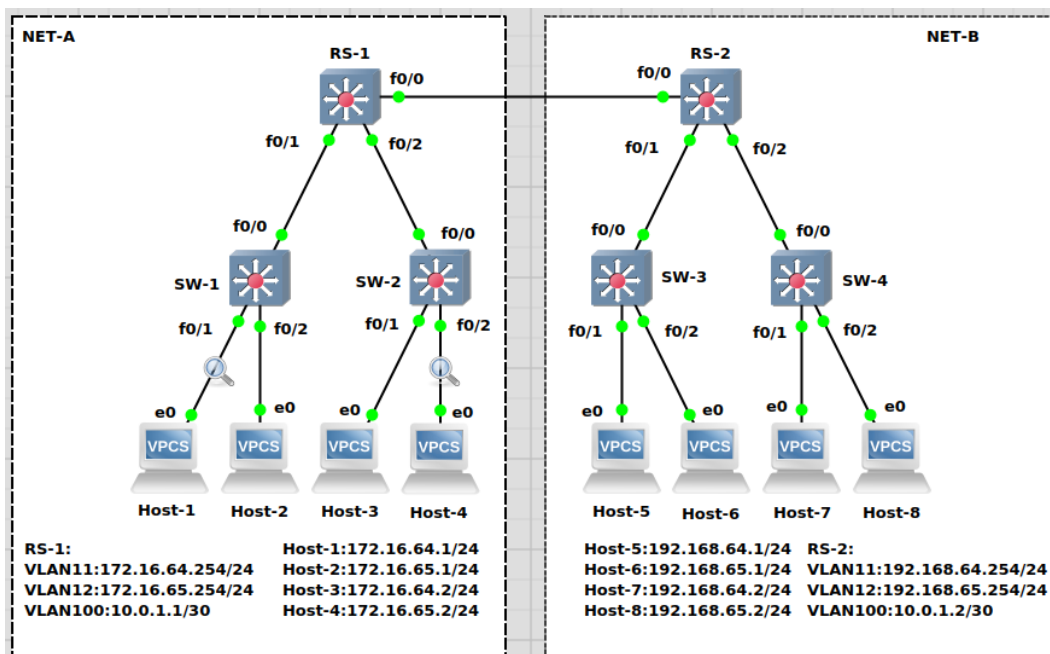 NET-A
NET-B
RS-1
RS-2
f0/0
f0/0
f0/1
f0/2
f0/1
f0/2
f0/0
f0/0
f0/0
f0/0
SW-1
SW-2
SW-3
SW-4
f0/1
f0/2
f0/1
f0/2
f0/1
f0/2
f0/1
f0/2
e0
e0
e0
e0
e0
e0
e0
e0
VPCS
VPCS
VPCS
VPCS
VPCS
VPCS
VPCS
VPCS
Host-1
Host-2
Host-3
Host-4
Host-5
Host-6
Host-7
Host-8
RS-1:
VLAN11:172.16.64.254/24
VLAN12:172.16.65.254/24
VLAN100:10.0.1.1/30
Host-1:172.16.64.1/24
Host-2:172.16.65.1/24
Host-3:172.16.64.2/24
Host-4:172.16.65.2/24
Host-5:192.168.64.1/24
Host-6:192.168.65.1/24
Host-7:192.168.64.2/24
Host-8:192.168.65.2/24
RS-2:
VLAN11:192.168.64.254/24
VLAN12:192.168.65.254/24
VLAN100:10.0.1.2/30